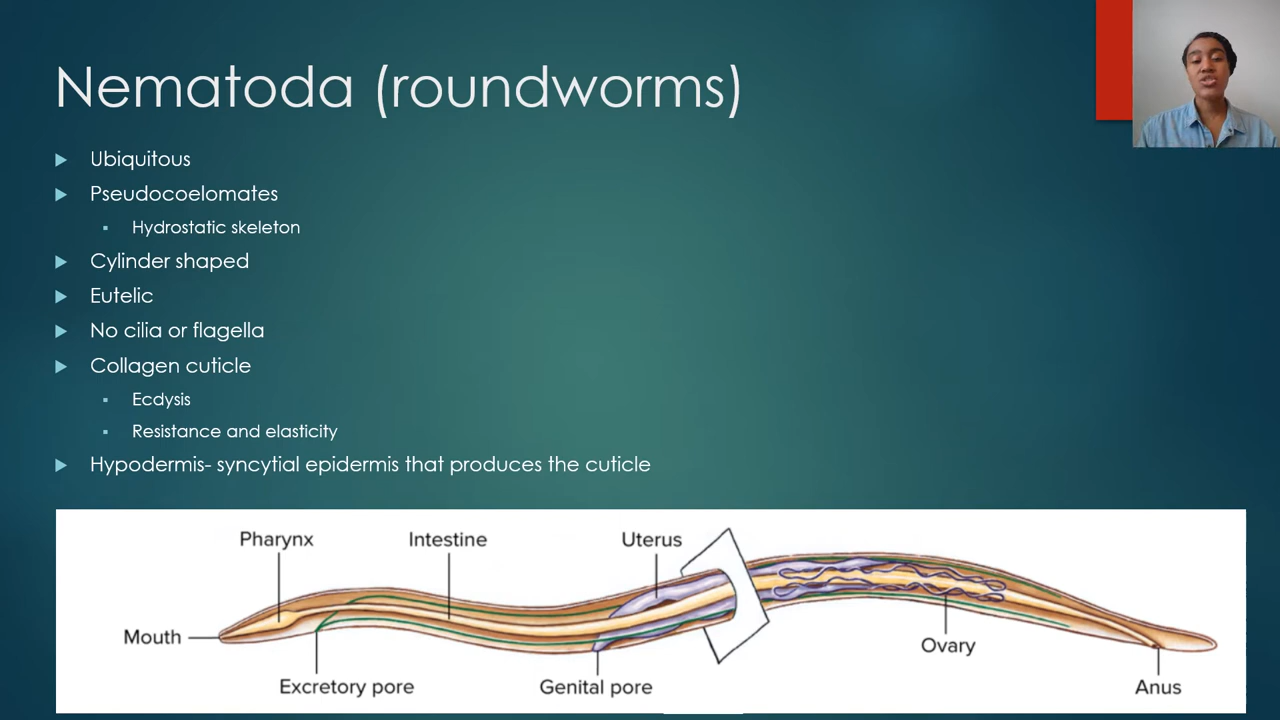 Nematoda (roundworms)
Ubiquitous
Pseudocoelomates
Hydrostatic skeleton
Cylinder shaped
Eutelic
No cilia or flagella
Collagen cuticle
Ecdysis
Resistance and elasticity
Hypodermis- syncytial epidermis that produces the cuticle
Pharynx
Intestine
Uterus
Mouth
Ovary
Excretory pore
Genital pore
Anus